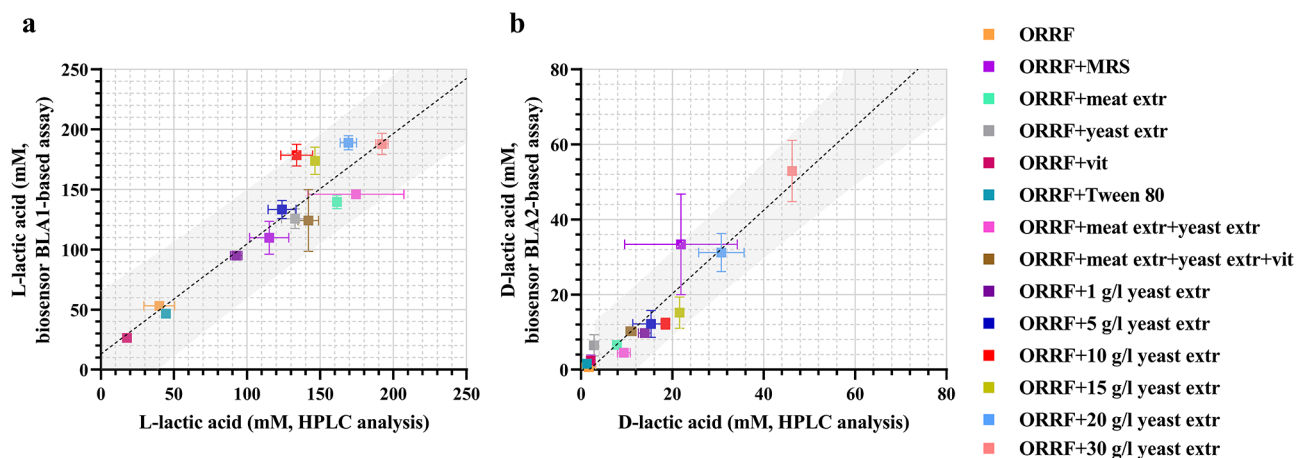 a
L-lactic acid (mM,
biosensor BLA1-based assay)
250
200
150
100
50
0
0 50 100 150 200 250
L-lactic acid (mM, HPLC analysis)
b
D-lactic acid (mM,
biosensor BLA2-based assay)
80
60
40
20
0
0 20 40 60 80
D-lactic acid (mM, HPLC analysis)
ORRF
ORRF+MRS
ORRF+meat extr
ORRF+yeast extr
ORRF+vit
ORRF+Tween 80
ORRF+meat extr+yeast extr
ORRF+meat extr+yeast extr+vit
ORRF+1 g/l yeast extr
ORRF+5 g/l yeast extr
ORRF+10 g/l yeast extr
ORRF+15 g/l yeast extr
ORRF+20 g/l yeast extr
ORRF+30 g/l yeast extr